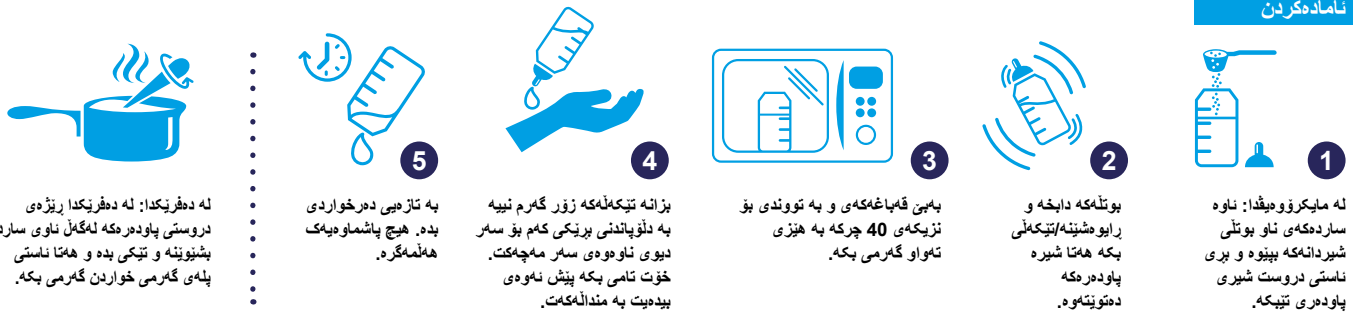 ئامادەکردن
1
لە مایکرۆوەیڤدا: ئاوە
ساردەکەی ناو بوتڵی
شیردانەکە بپێوە و بڕی
ئاستی دروست شیری
پاودەری تێبکە.
2
بوتڵەکە دابخە و
ڕایوەشێنە/تێکەڵی
بکە هەتا شیرە
پاودەرەکە
دەتوێتەوە.
3
بەبێ قەپاغەکەی و بە تووندی بۆ
نزیکەی 40 چرکە بە هێزی
تەواو گەرمی بکە.
4
بزانە تێکەڵەکە زۆر گەرم نییە
بە دڵۆپاندنی بڕێکی کەم بۆ سەر
دیوی ناوەوەی سەر مەچەکت.
خۆت تامی بکە پێش ئەوەی
بیدەیت بە منداڵەکەت.
5
بە تازەیی دەرخواردی
بدە. هیچ پاشماوەیەک
هەڵمەگرە.
لە دەفرێکدا: لە دەفرێکدا ڕێژەی
دروستی پاودەرەکە لەگەڵ ئاوی سارد
بشێوێنە و تێکی بدە و هەتا ئاستی
پلەی گەرمی خواردن گەرمی بکە.